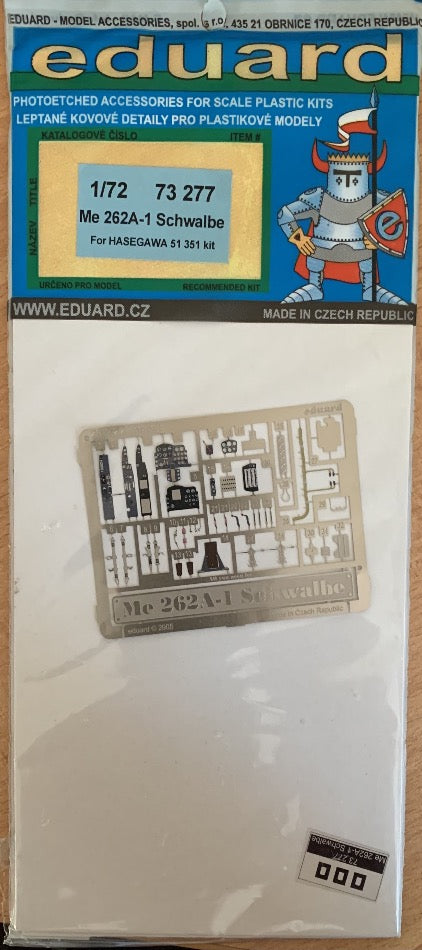 EDUARD - MODEL ACCESSORIES, spol. s r.o., 435 21 OBRNICE 170, CZECH REPUBLIC
eduard
PHOTOETCHED ACCESSORIES FOR SCALE PLASTIC KITS
LEPTANÉ KOVOVÉ DETAILY PRO PLASTIKOVÉ MODELY
KATALOGOVÉ ČÍSLO ITEM #
NÁZEV TITLE
1/72 73 277
Me 262A-1 Schwalbe
For HASEGAWA 51 351 kit
e
URČENO PRO MODEL RECOMMENDED KIT
WWW.EDUARD.CZ MADE IN CZECH REPUBLIC
eduard
Me 262A-1 Schwalbe
eduard © 2005
Made in Czech Republic
73 277
Me 262A-1 Schwalbe